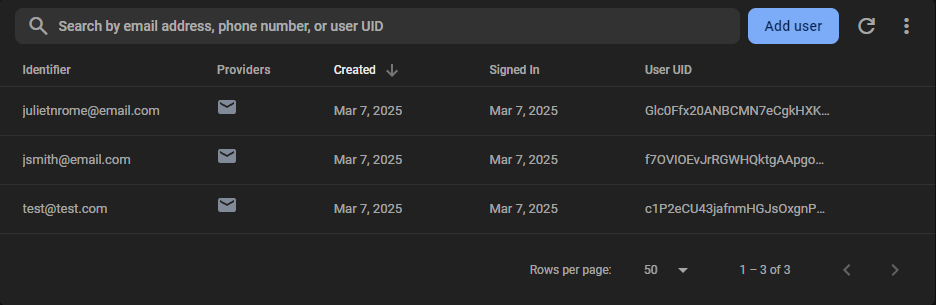 Search by email address, phone number, or user UID Add user
Identifier Providers Created Signed In User UID
julietnrome@email.com Mar 7, 2025 Mar 7, 2025 Glc0Ffx20ANBCMN7eCgkHXK…
jsmith@email.com Mar 7, 2025 Mar 7, 2025 f7OVIOEvJrRGWHQktgAApgo…
test@test.com Mar 7, 2025 Mar 7, 2025 c1P2eCU43jafnmHGJsOxgnP…
Rows per page: 50 1 – 3 of 3